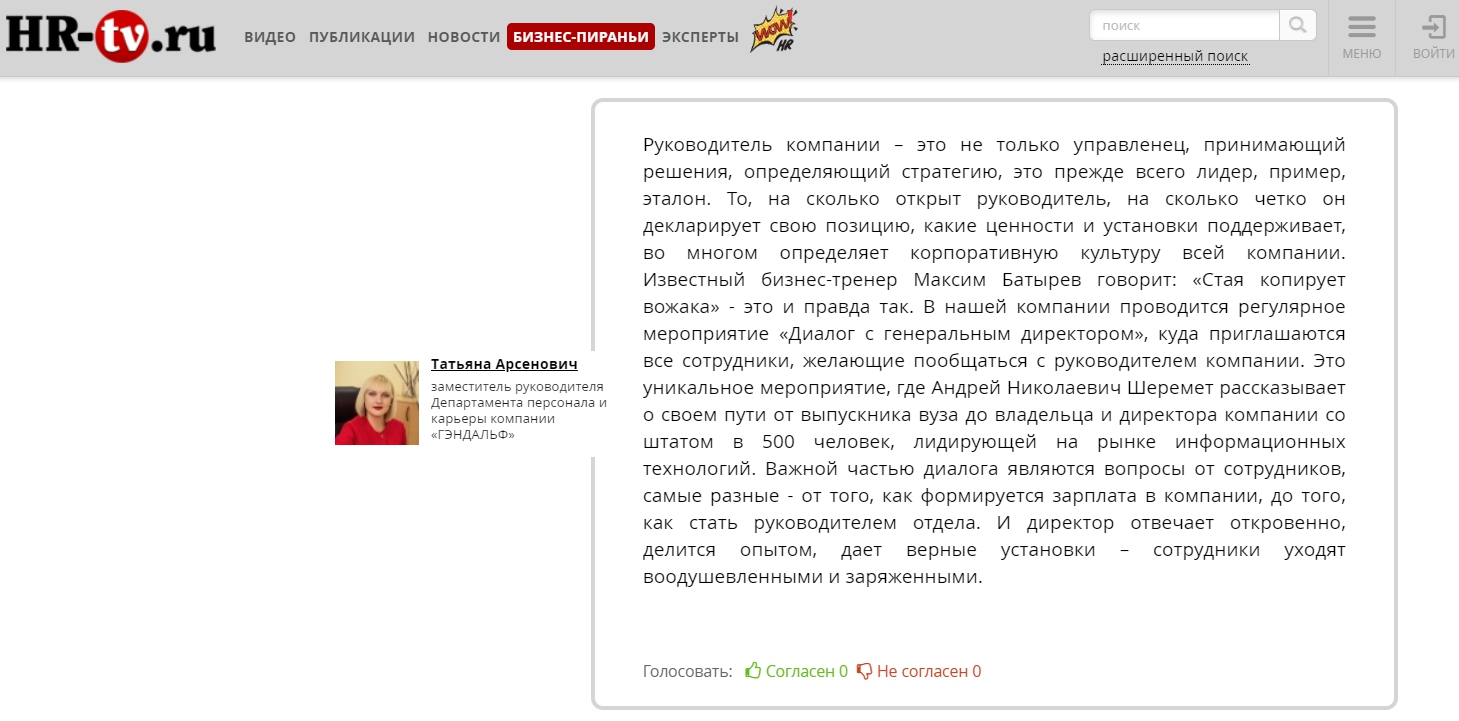 HR-tv.ru
ВИДЕО ПУБЛИКАЦИИ НОВОСТИ БИЗНЕС-ПИРАНЬИ ЭКСПЕРТЫ WOW! HR
поиск
расширенный поиск
МЕНЮ
ВОЙТИ
Татьяна Арсенович
заместитель руководителя
Департамента персонала и
карьеры компании
«ГЭНДАЛЬФ»
Руководитель компании – это не только управленец, принимающий
решения, определяющий стратегию, это прежде всего лидер, пример,
эталон. То, на сколько открыт руководитель, на сколько четко он
декларирует свою позицию, какие ценности и установки поддерживает,
во многом определяет корпоративную культуру всей компании.
Известный бизнес-тренер Максим Батырев говорит: «Стая копирует
вожака» - это и правда так. В нашей компании проводится регулярное
мероприятие «Диалог с генеральным директором», куда приглашаются
все сотрудники, желающие пообщаться с руководителем компании. Это
уникальное мероприятие, где Андрей Николаевич Шеремет рассказывает
о своем пути от выпускника вуза до владельца и директора компании со
штатом в 500 человек, лидирующей на рынке информационных
технологий. Важной частью диалога являются вопросы от сотрудников,
самые разные - от того, как формируется зарплата в компании, до того,
как стать руководителем отдела. И директор отвечает откровенно,
делится опытом, дает верные установки – сотрудники уходят
воодушевленными и заряженными.
Голосовать: Согласен 0 Не согласен 0